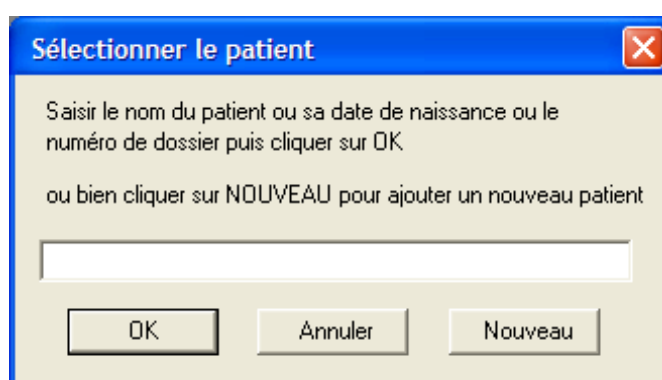 Sélectionner le patient
Saisir le nom du patient ou sa date de naissance ou le
numéro de dossier puis cliquer sur OK
ou bien cliquer sur NOUVEAU pour ajouter un nouveau patient
OK Annuler Nouveau